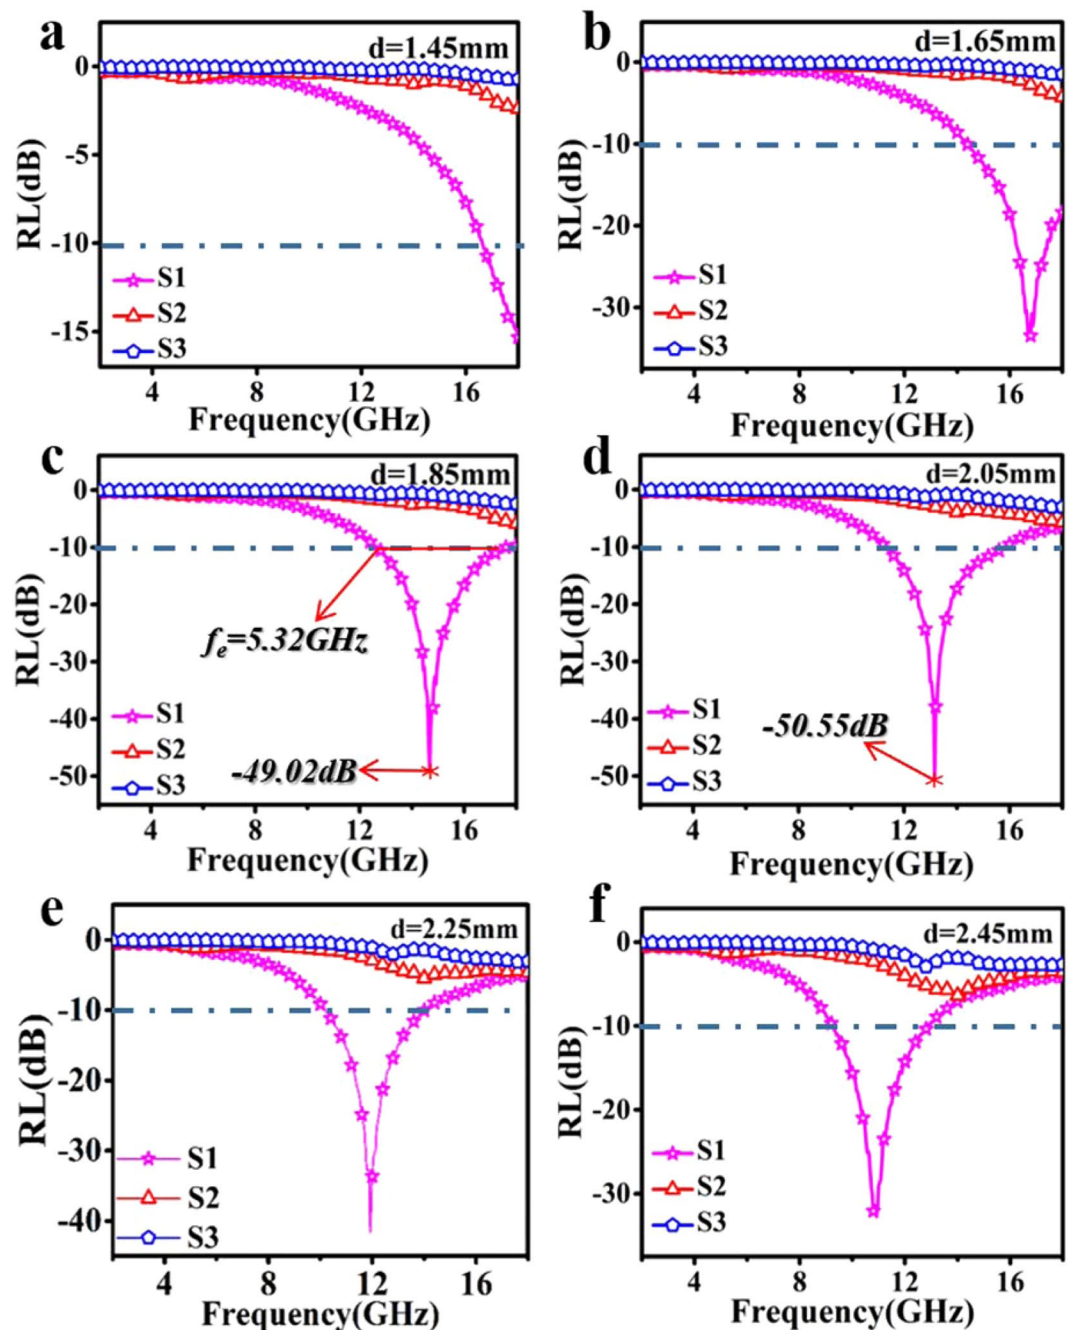 a
d=1.45mm
RL(dB)
0
-5
-10
-15
S1
S2
S3
4 8 12 16
Frequency(GHz)
b
d=1.65mm
RL(dB)
0
-10
-20
-30
S1
S2
S3
4 8 12 16
Frequency(GHz)
c
d=1.85mm
RL(dB)
0
-10
-20
-30
-40
-50
fe=5.32GHz
S1
S2
S3
-49.02dB
4 8 12 16
Frequency(GHz)
d
d=2.05mm
RL(dB)
0
-10
-20
-30
-40
-50
S1
S2
S3
-50.55dB
4 8 12 16
Frequency(GHz)
e
d=2.25mm
RL(dB)
0
-10
-20
-30
-40
S1
S2
S3
4 8 12 16
Frequency(GHz)
f
d=2.45mm
RL(dB)
0
-10
-20
-30
S1
S2
S3
4 8 12 16
Frequency(GHz)